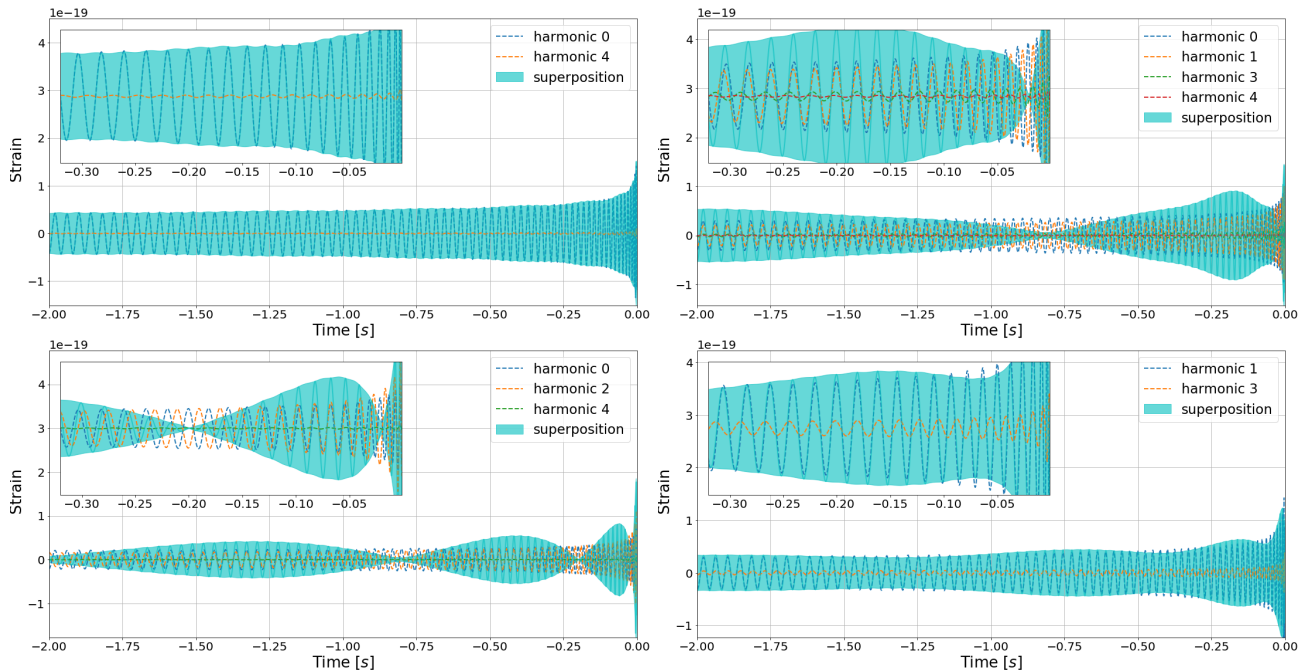 1e−19
4
3
2
1
0
−1
Strain
harmonic 0
harmonic 4
superposition
−0.30 −0.25 −0.20 −0.15 −0.10 −0.05
−2.00 −1.75 −1.50 −1.25 −1.00 −0.75 −0.50 −0.25 0.00
Time [s]
1e−19
4
3
2
1
0
−1
Strain
harmonic 0
harmonic 1
harmonic 3
harmonic 4
superposition
−0.30 −0.25 −0.20 −0.15 −0.10 −0.05
−2.00 −1.75 −1.50 −1.25 −1.00 −0.75 −0.50 −0.25 0.00
Time [s]
1e−19
4
3
2
1
0
−1
Strain
harmonic 0
harmonic 2
harmonic 4
superposition
−0.30 −0.25 −0.20 −0.15 −0.10 −0.05
−2.00 −1.75 −1.50 −1.25 −1.00 −0.75 −0.50 −0.25 0.00
Time [s]
1e−19
4
3
2
1
0
−1
Strain
harmonic 1
harmonic 3
superposition
−0.30 −0.25 −0.20 −0.15 −0.10 −0.05
−2.00 −1.75 −1.50 −1.25 −1.00 −0.75 −0.50 −0.25 0.00
Time [s]